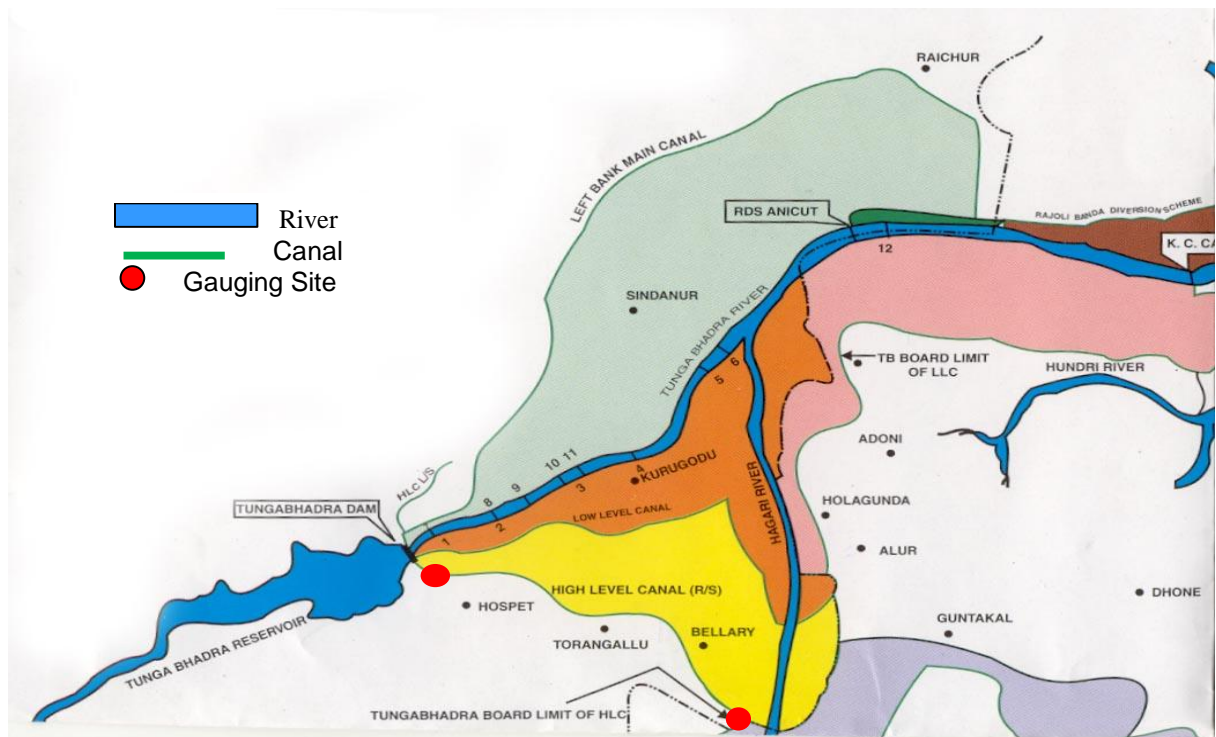 RAICHUR
LEFT BANK MAIN CANAL
River
Canal
Gauging Site
RDS ANICUT
RAJOLI BANDA DIVERSION SCHEME
12
K. C. CA
SINDANUR
TUNGA BHADRA RIVER
TB BOARD LIMIT
OF LLC
HUNDRI RIVER
6
5
ADONI
10 11
4
KURUGODU
HLC L/S
9
8
3
HAGARI RIVER
HOLAGUNDA
TUNGABHADRA DAM
LOW LEVEL CANAL
2
1
ALUR
HIGH LEVEL CANAL (R/S)
DHONE
HOSPET
GUNTAKAL
TORANGALLU
BELLARY
TUNGA BHADRA RESERVOIR
TUNGABHADRA BOARD LIMIT OF HLC